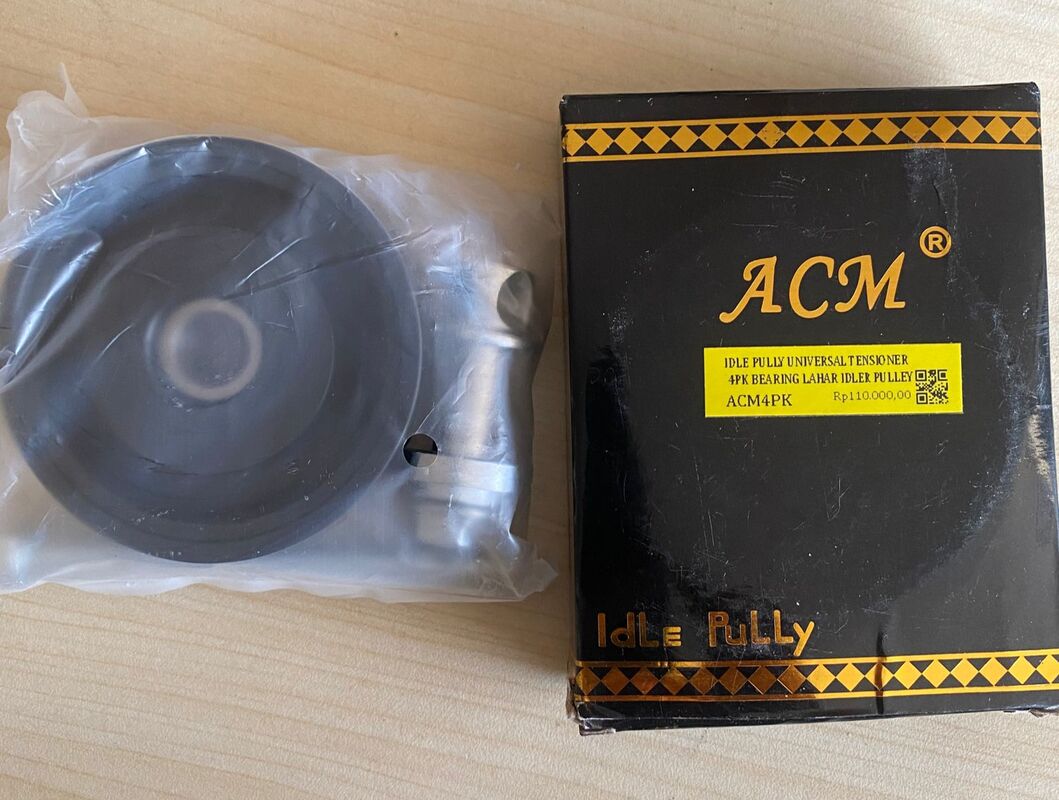 ACM ®
IDLE PULLY UNIVERSAL TENSIONER
4PK BEARING LAHAR IDLER PULLEY
ACM4PK Rp110.000,00
IdLE PuLLy